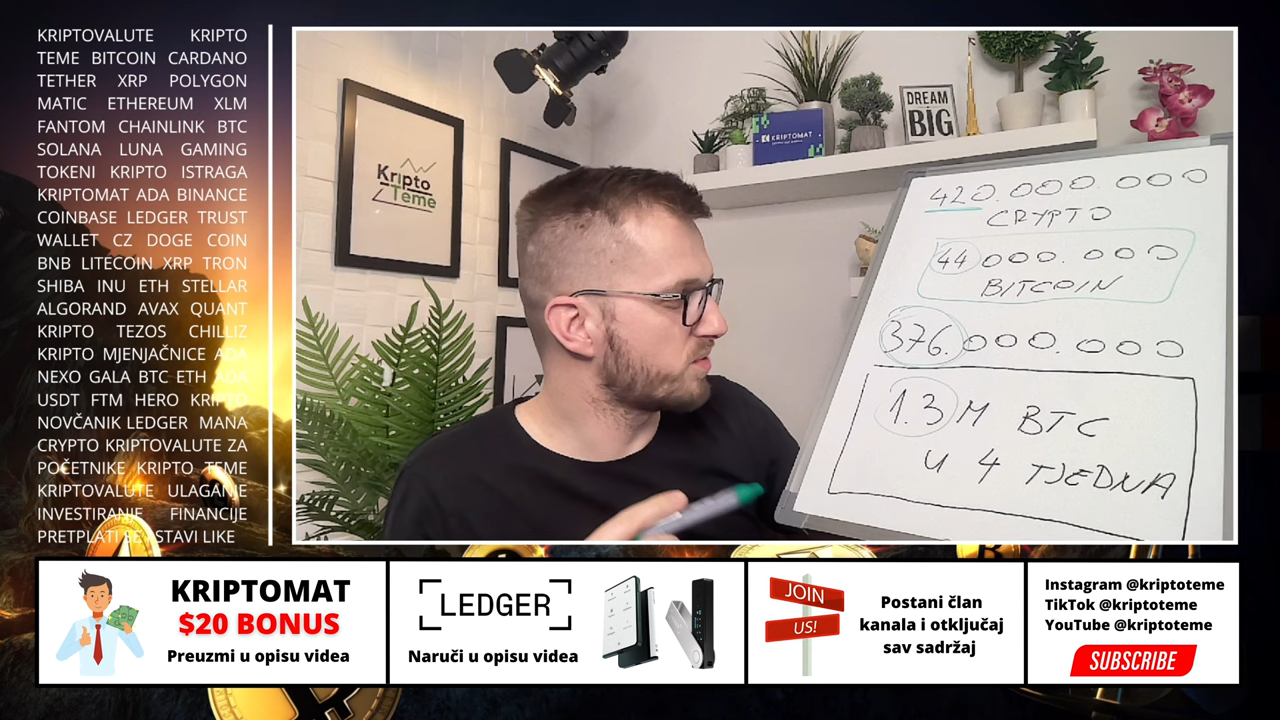 KRIPTOVALUTE KRIPTO
TEME BITCOIN CARDANO
TETHER XRP POLYGON
MATIC ETHEREUM XLM
FANTOM CHAINLINK BTC
SOLANA LUNA GAMING
TOKENI KRIPTO ISTRAGA
KRIPTOMAT ADA BINANCE
COINBASE LEDGER TRUST
WALLET CZ DOGE COIN
BNB LITECOIN XRP TRON
SHIBA INU ETH STELLAR
ALGORAND AVAX QUANT
KRIPTO TEZOS CHILLIZ
KRIPTO MJENJAČNICE ADA
NEXO GALA BTC ETH ADA
USDT FTM HERO KRIPTO
NOVČANIK LEDGER MANA
CRYPTO KRIPTOVALUTE ZA
POČETNIKE KRIPTO TEME
KRIPTOVALUTE ULAGANJE
INVESTIRANJE FINANCIJE
PRETPLATI SE I STAVI LIKE
Kripto
Teme
KRIPTOMAT
DREAM
BIG
420.000.000
CRYPTO
44 000.000
BITCOIN
376.000.000
1.3 M BTC
U 4 TJEDNA
KRIPTOMAT
$20 BONUS
Preuzmi u opisu videa
LEDGER
Naruči u opisu videa
JOIN
US!
Postani član
kanala i otključaj
sav sadržaj
Instagram @kriptoteme
TikTok @kriptoteme
YouTube @kriptoteme
SUBSCRIBE